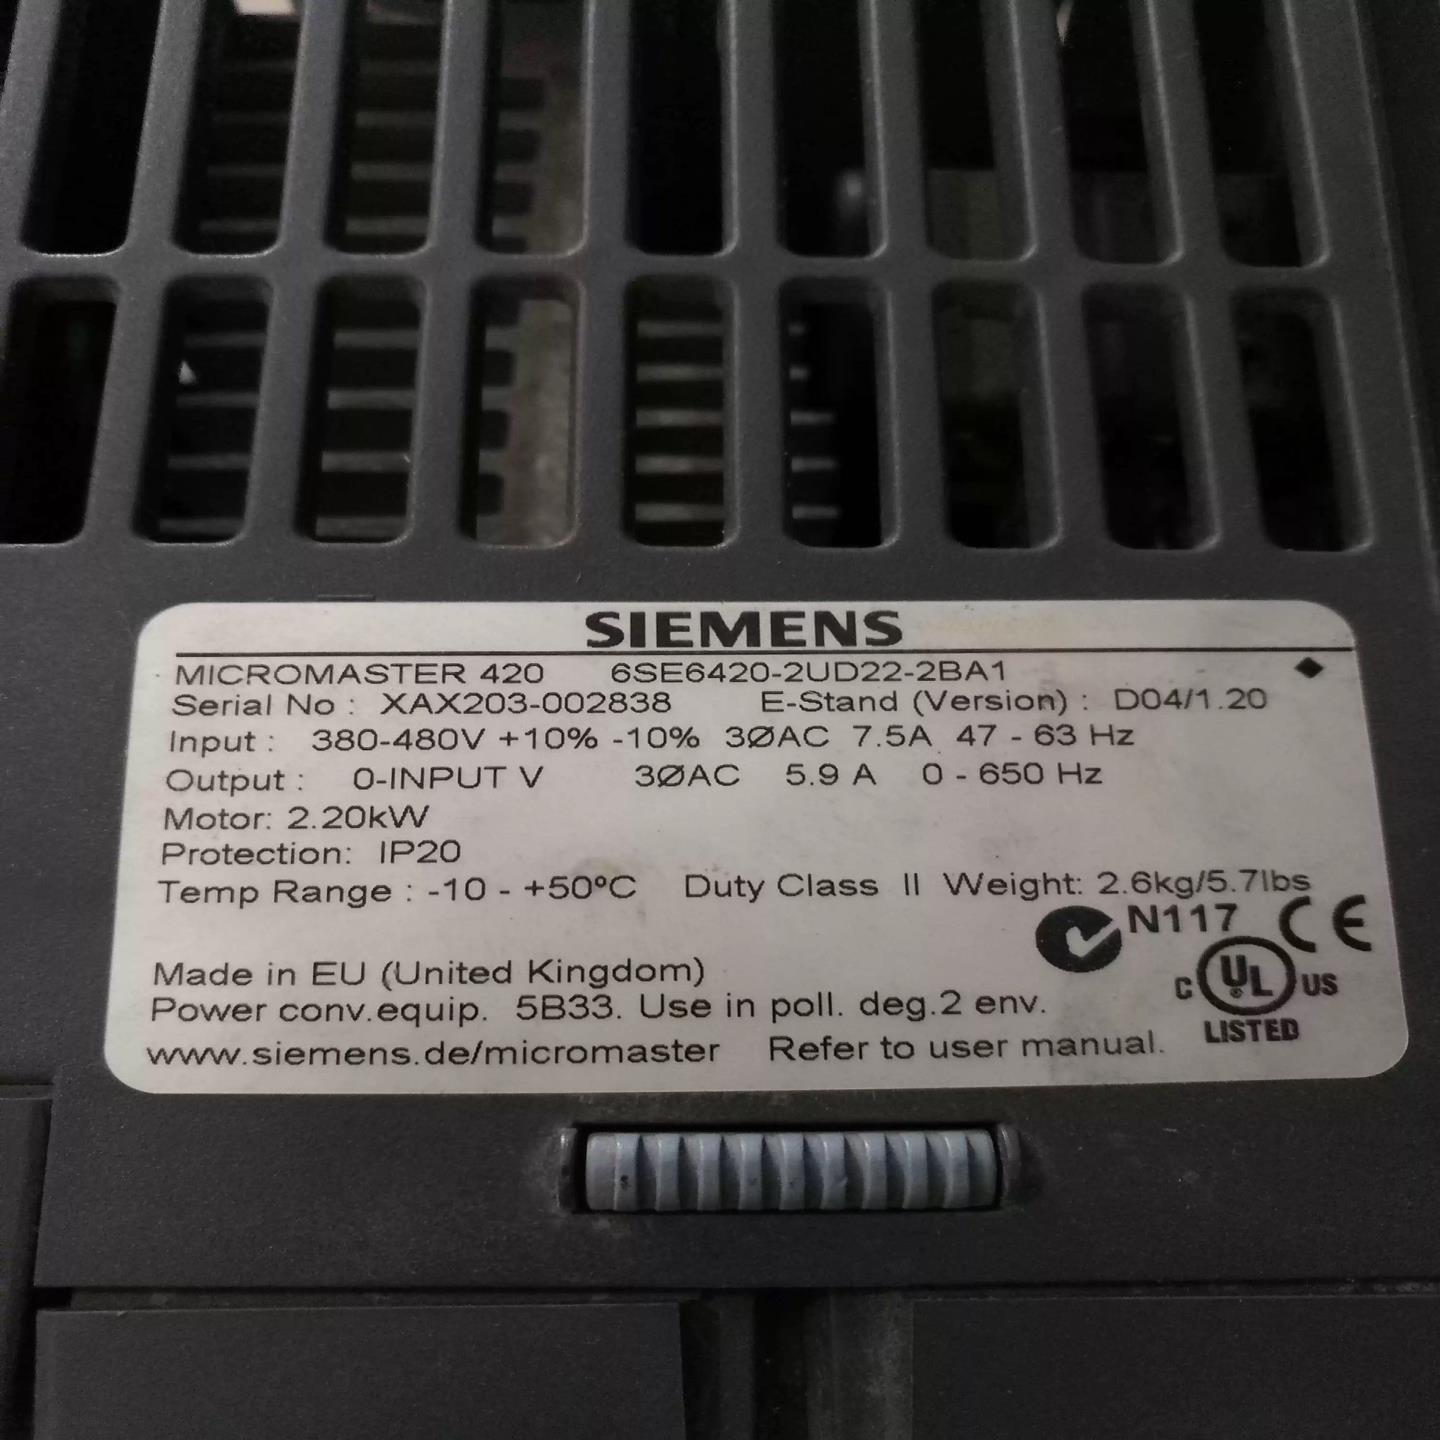 SIEMENS
MICROMASTER 420 6SE6420-2UD22-2BA1
Serial No : XAX203-002838 E-Stand (Version) : D04/1.20
Input : 380-480V +10% -10% 3ØAC 7.5A 47 - 63 Hz
Output : 0-INPUT V 3ØAC 5.9 A 0 - 650 Hz
Motor: 2.20kW
Protection: IP20
Temp Range : -10 - +50ºC Duty Class II Weight: 2.6kg/5.7lbs
N117 CE
Made in EU (United Kingdom)
C UL US
Power conv.equip. 5B33. Use in poll. deg.2 env.
LISTED
www.siemens.de/micromaster Refer to user manual.